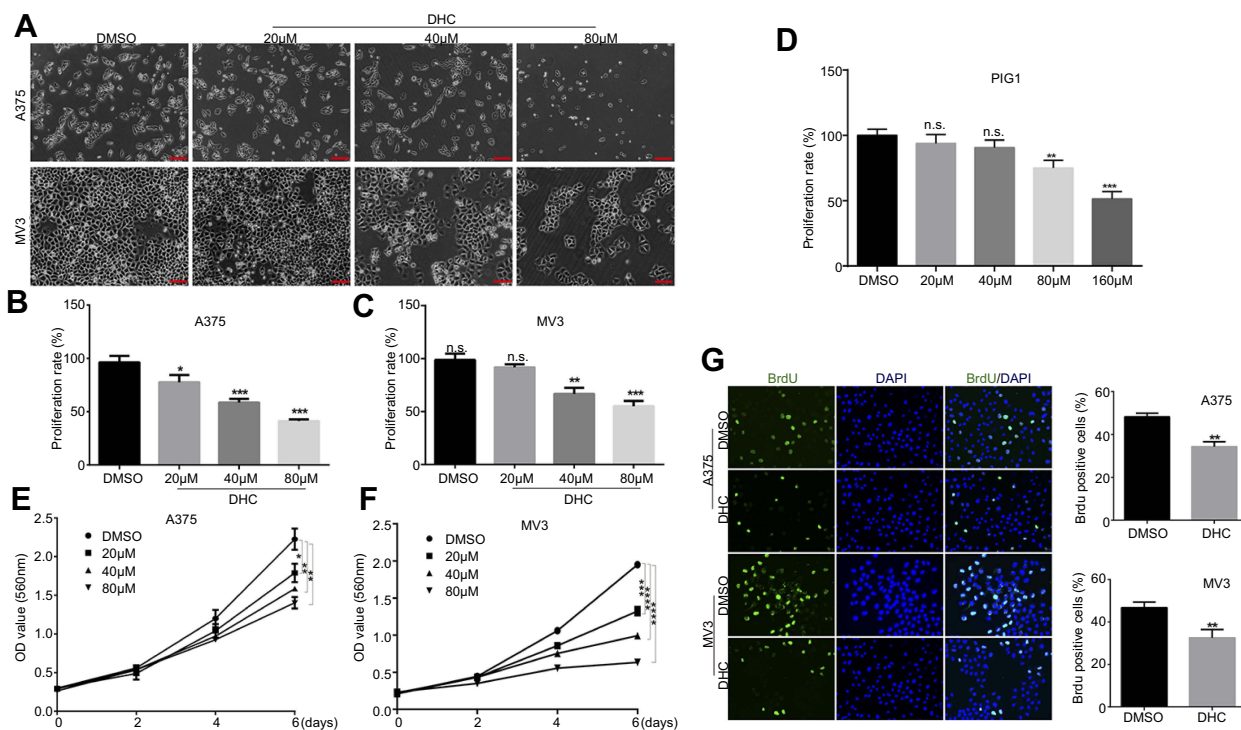 A
DHC
DMSO 20μM 40μM 80μM
A375
MV3
B
A375
Proliferation rate (%)
150
100
50
0
* *** ***
DMSO 20μM 40μM 80μM
DHC
C
MV3
Proliferation rate (%)
150
100
50
0
n.s. n.s. ** ***
DMSO 20μM 40μM 80μM
DHC
D
PIG1
Proliferation rate (%)
150
100
50
0
n.s. n.s. ** ***
DMSO 20μM 40μM 80μM 160μM
E
A375
OD value (560nm)
2.5
2.0
1.5
1.0
0.5
0.0
DMSO
20μM
40μM
80μM
* ** **
0 2 4 6 (days)
F
MV3
OD value (560nm)
2.5
2.0
1.5
1.0
0.5
0.0
DMSO
20μM
40μM
80μM
0 2 4 6 (days)
G
BrdU DAPI BrdU/DAPI
A375
DMSO
DHC
MV3
DMSO
DHC
A375
Brdu positive cells (%)
60
40
20
0
**
DMSO DHC
MV3
Brdu positive cells (%)
60
40
20
0
**
DMSO DHC